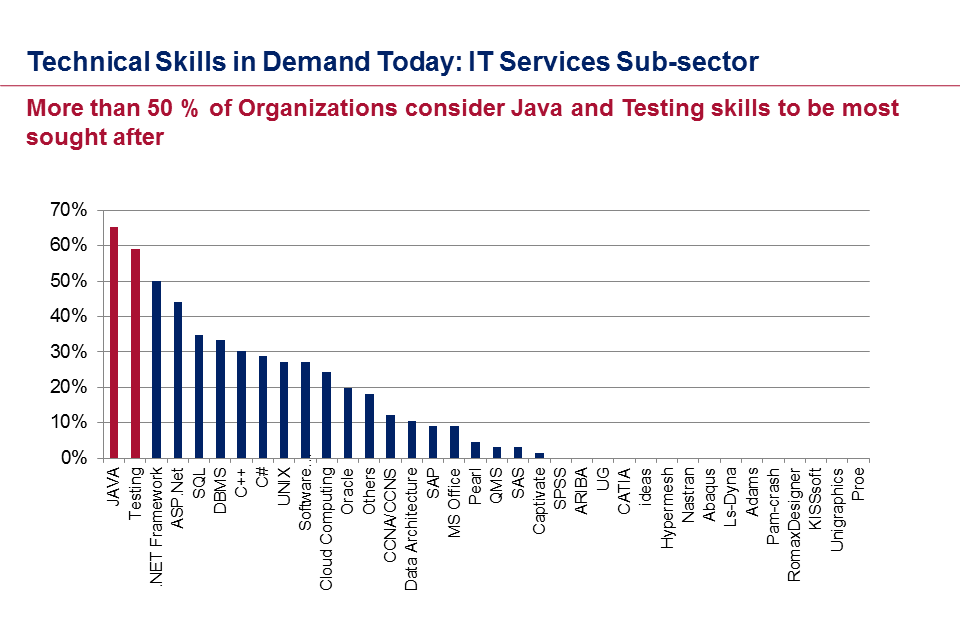 Technical Skills in Demand Today: IT Services Sub-sector
More than 50 % of Organizations consider Java and Testing skills to be most
sought after
70%
60%
50%
40%
30%
20%
10%
0%
JAVA
Testing
.NET Framework
ASP.Net
SQL
DBMS
C++
C#
UNIX
Software...
Cloud Computing
Oracle
Others
CCNA/CCNS
Data Architecture
SAP
MS Office
Pearl
QMS
SAS
Captivate
SPSS
ARIBA
UG
CATIA
ideas
Hypermesh
Nastran
Abaqus
Ls-Dyna
Adams
Pam-crash
RomaxDesigner
KISSsoft
Unigraphics
Proe